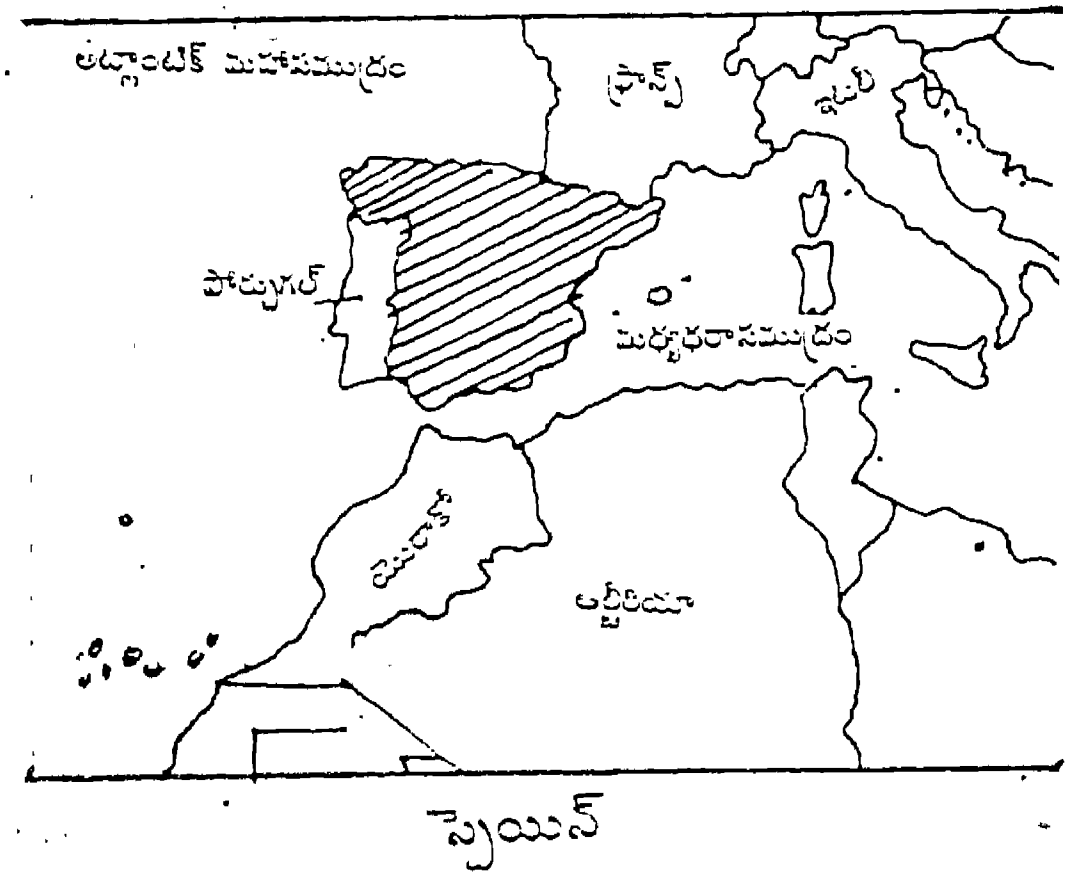 అట్లాంటిక్ మహాసముద్రం
ఫ్రాన్స్
ఇటలీ
పోర్చుగల్
మధ్యధరాసముద్రం
మొరాకో
అల్జీరియా
స్పెయిన్